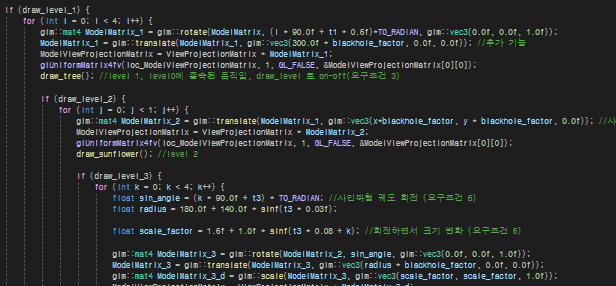 if (draw_level_1) {
for (int i = 0; i < 4; i++) {
glm::mat4 ModelMatrix_1 = glm::rotate(ModelMatrix, (i * 90.0f + t1 * 0.6f)*TO_RADIAN, glm::vec3(0.0f, 0.0f, 1.0f));
ModelMatrix_1 = glm::translate(ModelMatrix_1, glm::vec3(300.0f + blackhole_factor, 0.0f, 0.0f)); //추가 기능
ModelViewProjectionMatrix = ViewProjectionMatrix * ModelMatrix_1;
glUniformMatrix4fv(loc_ModelViewProjectionMatrix, 1, GL_FALSE, &ModelViewProjectionMatrix[0][0]);
draw_tree(); //level 1, level0에 종속된 움직임, draw_level 로 on-off(요구조건 3)
if (draw_level_2) {
for (int j = 0; j < 1; j++) {
glm::mat4 ModelMatrix_2 = glm::translate(ModelMatrix_1, glm::vec3(x+blackhole_factor, y + blackhole_factor, 0.0f)); //사
ModelViewProjectionMatrix = ViewProjectionMatrix * ModelMatrix_2;
glUniformMatrix4fv(loc_ModelViewProjectionMatrix, 1, GL_FALSE, &ModelViewProjectionMatrix[0][0]);
draw_sunflower(); //level 2
if (draw_level_3) {
for (int k = 0; k < 4; k++) {
float sin_angle = (k * 90.0f + t3) * TO_RADIAN; //사인파형 궤도 회전 (요구조건 6)
float radius = 180.0f + 140.0f * sinf(t3 * 0.03f);
float scale_factor = 1.6f + 1.0f * sinf(t3 * 0.08 + k); //회전하면서 크기 변화 (요구조건 6)
glm::mat4 ModelMatrix_3 = glm::rotate(ModelMatrix_2, sin_angle, glm::vec3(0.0f, 0.0f, 1.0f));
ModelMatrix_3 = glm::translate(ModelMatrix_3, glm::vec3(radius + blackhole_factor, 0.0f, 0.0f));
glm::mat4 ModelMatrix_3_d = glm::scale(ModelMatrix_3, glm::vec3(scale_factor, scale_factor, 1.0f));